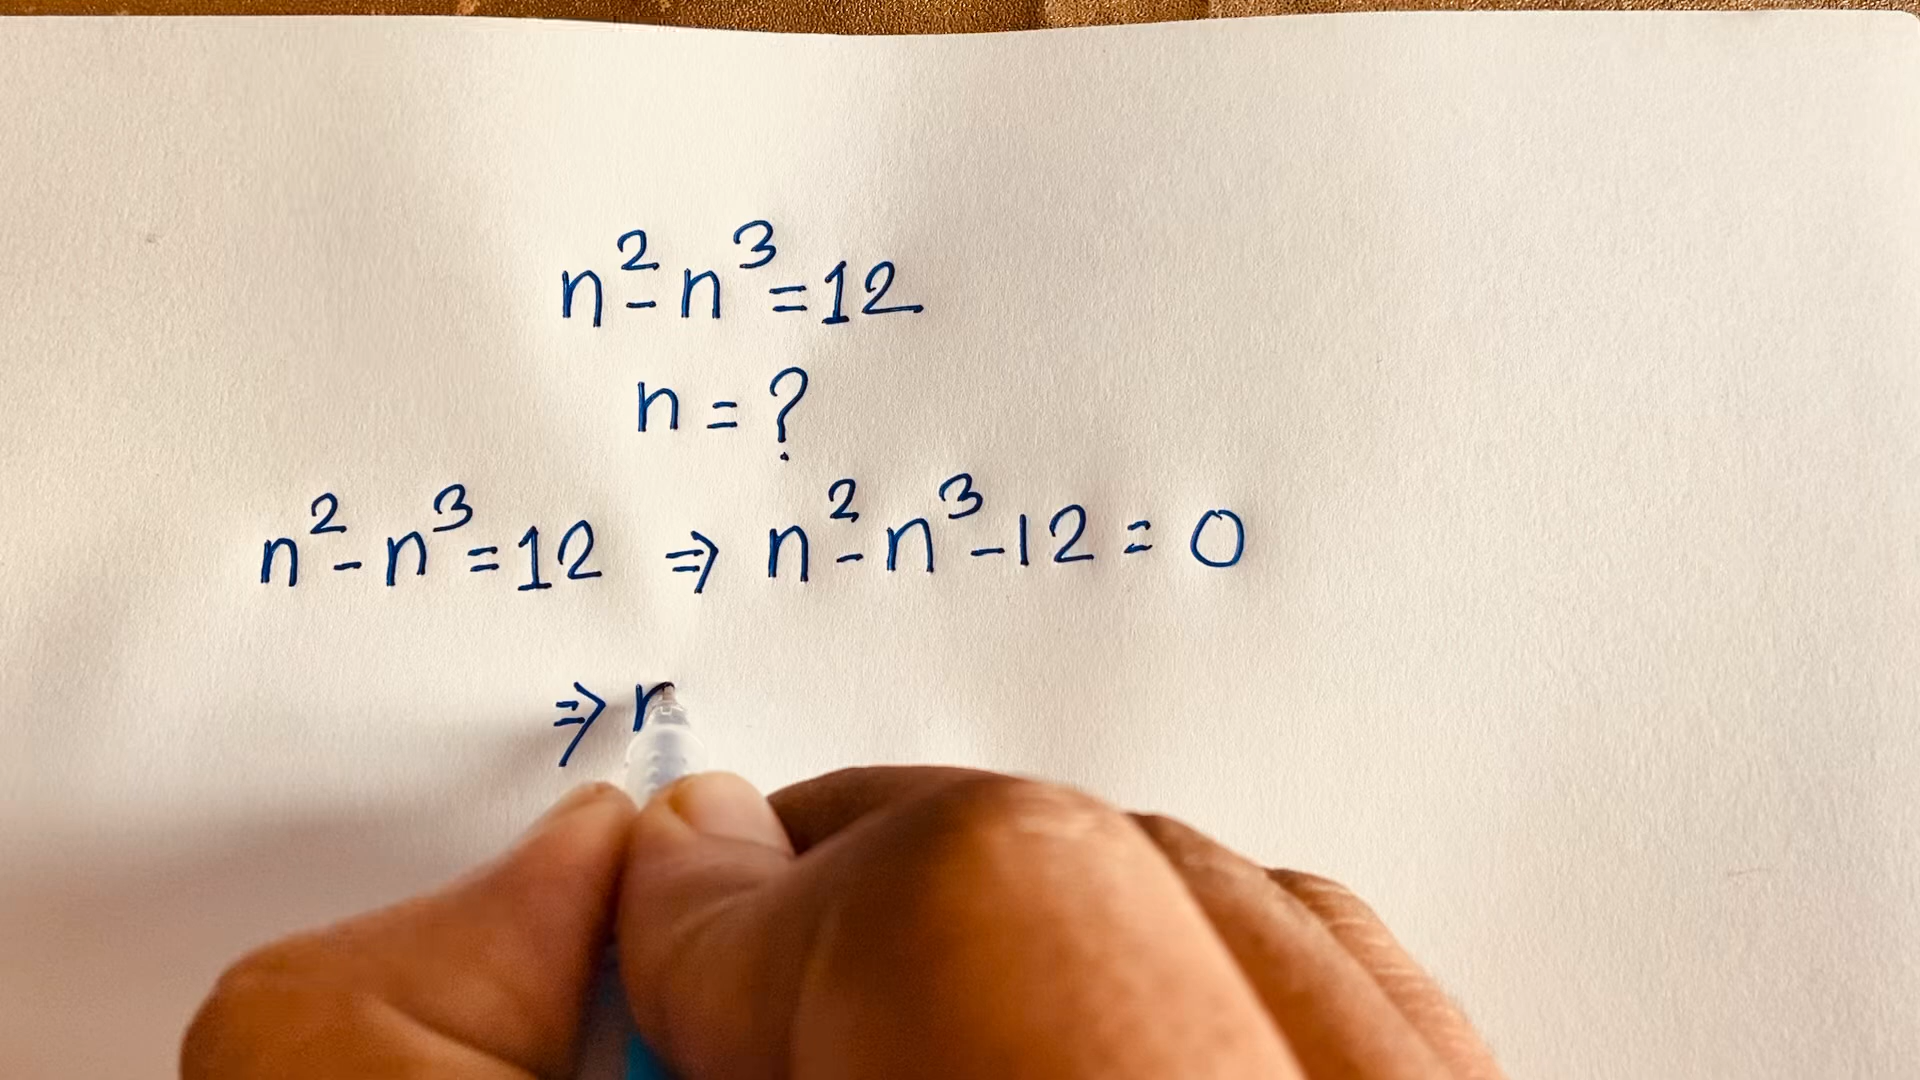 n²-n³=12
n=?
n²-n³=12 ⇒ n²-n³-12=0
⇒